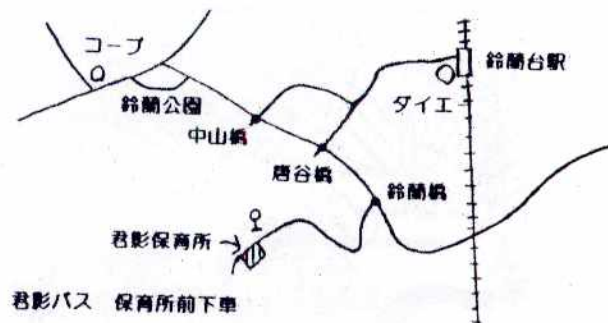 コープ
鈴蘭台駅
鈴蘭公園
ダイエー
中山橋
唐谷橋
鈴蘭橋
君影保育所
君影バス 保育所前下車